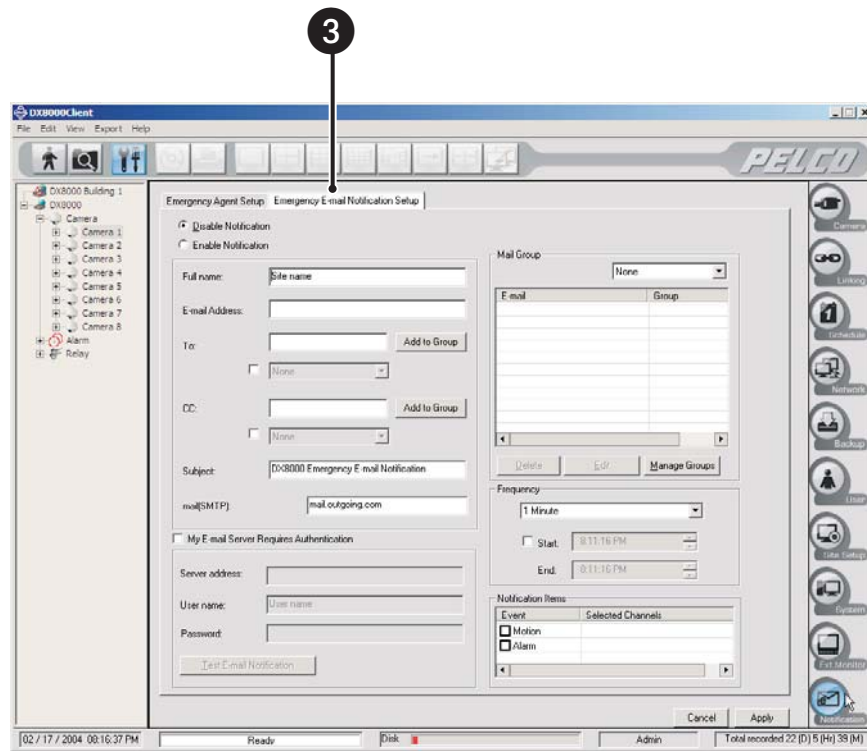 3
DX8000Client
File Edit View Export Help
PELCO
DX8000 Building 1
DX8000
Camera
Camera 1
Camera 2
Camera 3
Camera 4
Camera 5
Camera 6
Camera 7
Camera 8
Alarm
Relay
Emergency Agent Setup
Emergency E-mail Notification Setup
Disable Notification
Enable Notification
Full name:
Site name
E-mail Address:
To:
Add to Group
None
CC:
Add to Group
None
Subject:
DX8000 Emergency E-mail Notification
mail(SMTP)
mail.outgoing.com
My E-mail Server Requires Authentication
Server address:
User name:
User name
Password:
Test E-mail Notification
Mail Group
None
E-mail Group
Delete Edit Manage Groups
Frequency
1 Minute
Start: 8:11:16 PM
End: 8:11:16 PM
Notification Items
Event Selected Channels
Motion
Alarm
Cancel Apply
Camera
Linking
1
Schedule
Network
Backup
User
Site Setup
System
Ext.Monitor
Notification
02 / 17 / 2004 08:16:37 PM
Ready
Disk
Admin
Total recorded 22 (D) 5 (Hr) 39 (M)